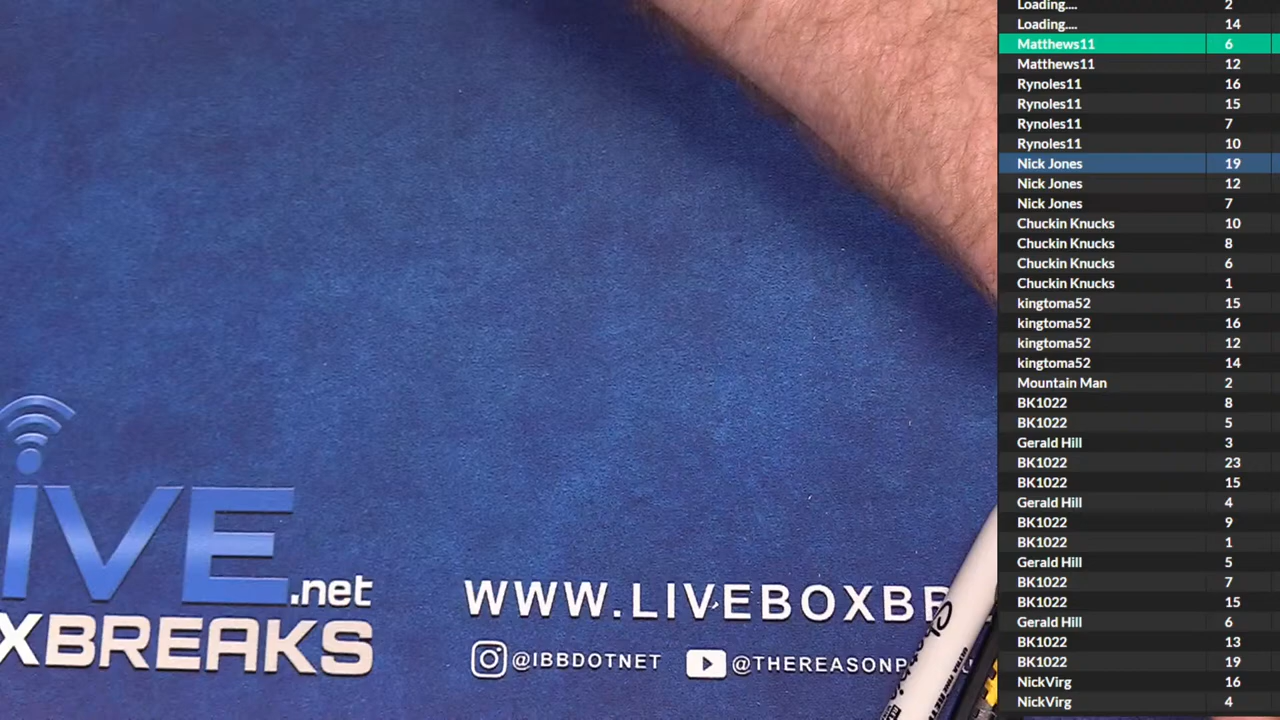 Loading.... 2
Loading.... 14
Matthews11 6
Matthews11 12
Rynoles11 16
Rynoles11 15
Rynoles11 7
Rynoles11 10
Nick Jones 19
Nick Jones 12
Nick Jones 7
Chuckin Knucks 10
Chuckin Knucks 8
Chuckin Knucks 6
Chuckin Knucks 1
kingtoma52 15
kingtoma52 16
kingtoma52 12
kingtoma52 14
Mountain Man 2
BK1022 8
BK1022 5
Gerald Hill 3
BK1022 23
BK1022 15
Gerald Hill 4
BK1022 9
BK1022 1
Gerald Hill 5
BK1022 7
BK1022 15
Gerald Hill 6
BK1022 13
BK1022 19
NickVirg 16
NickVirg 4
iVE.net
XBREAKS
WWW.LIVEBOXBR
@IBBDOTNET @THEREASONP